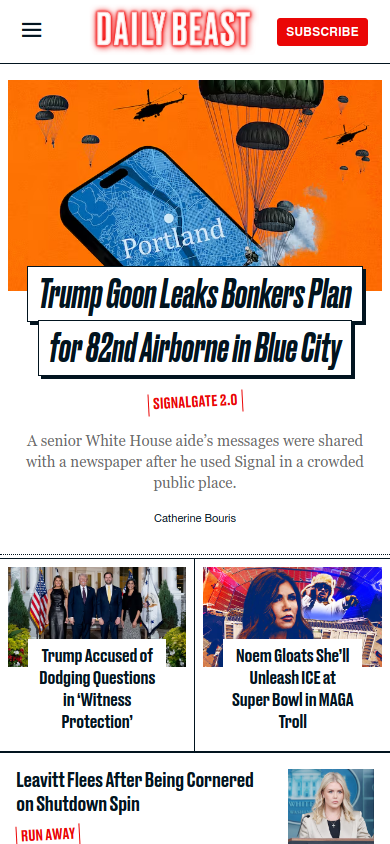 DAILY BEAST
SUBSCRIBE
Portland
Trump Goon Leaks Bonkers Plan
for 82nd Airborne in Blue City
SIGNALGATE 2.0
A senior White House aide’s messages were shared
with a newspaper after he used Signal in a crowded
public place.
Catherine Bouris
Trump Accused of
Dodging Questions
in ‘Witness
Protection’
Noem Gloats She’ll
Unleash ICE at
Super Bowl in MAGA
Troll
Leavitt Flees After Being Cornered
on Shutdown Spin
RUN AWAY